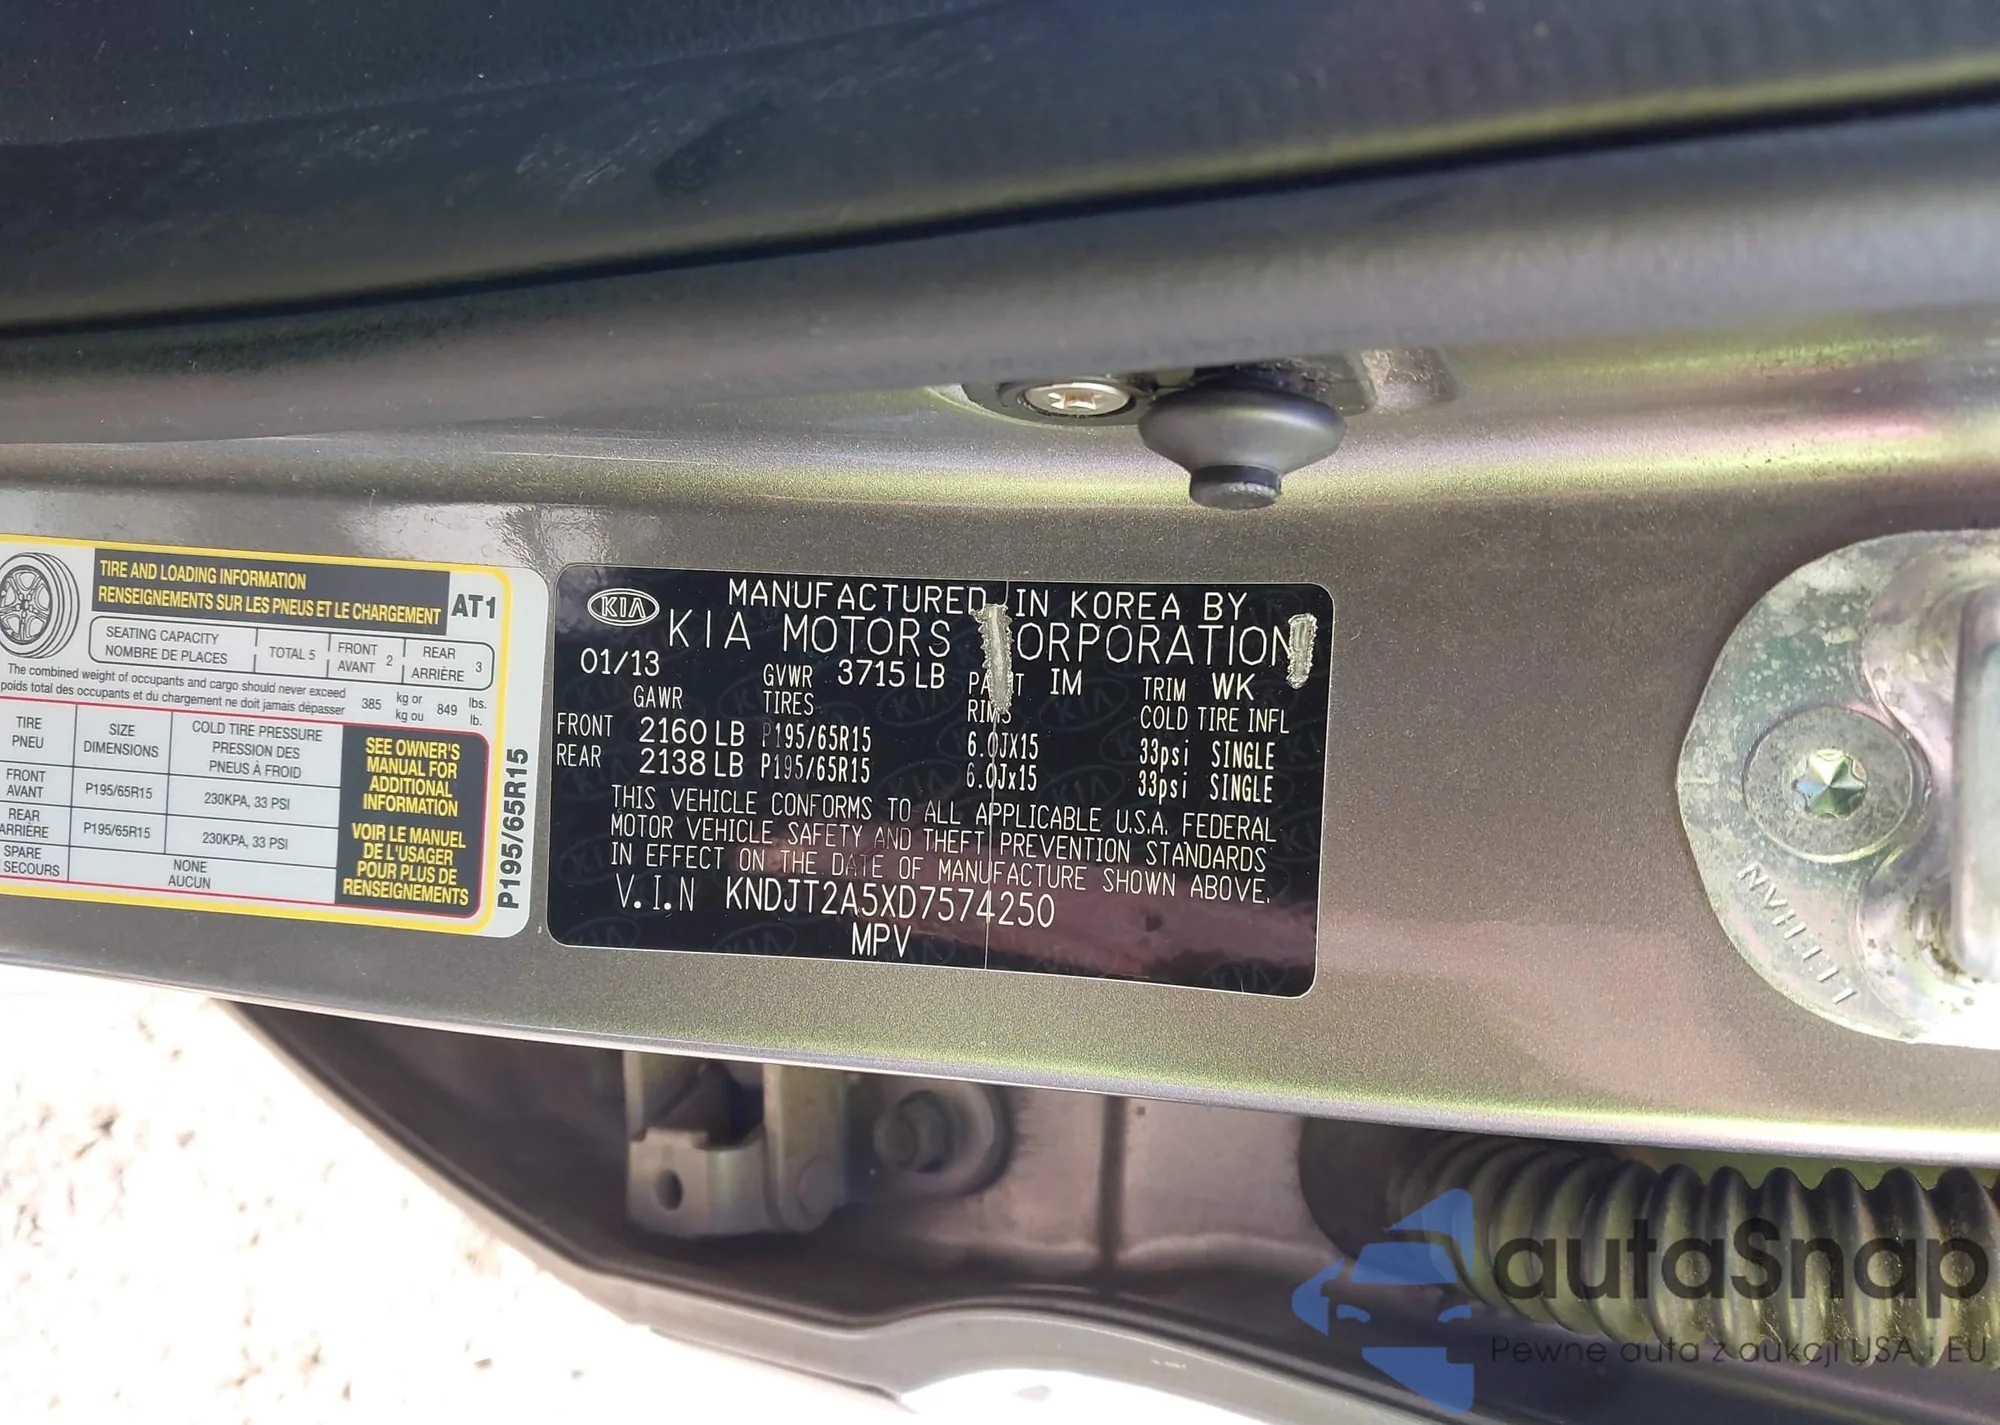 TIRE AND LOADING INFORMATION
RENSEIGNEMENTS SUR LES PNEUS ET LE CHARGEMENT
AT1
SEATING CAPACITY
NOMBRE DE PLACES
TOTAL 5
FRONT
AVANT
2
REAR
ARRIÈRE
3
The combined weight of occupants and cargo should never exceed
poids total des occupants et du chargement ne doit jamais dépasser
385
kg or
kg ou
849
lbs.
lb.
TIRE
PNEU
SIZE
DIMENSIONS
COLD TIRE PRESSURE
PRESSION DES
PNEUS À FROID
FRONT
AVANT
P195/65R15
230KPA, 33 PSI
REAR
ARRIÈRE
P195/65R15
230KPA, 33 PSI
SPARE
SECOURS
NONE
AUCUN
SEE OWNER'S
MANUAL FOR
ADDITIONAL
INFORMATION
VOIR LE MANUEL
DE L'USAGER
POUR PLUS DE
RENSEIGNEMENTS
P195/65R15
KIA
MANUFACTURED IN KOREA BY
KIA MOTORS ORPORATION
01/13
GVWR 3715 LB
IM
TRIM WK
GAWR
TIRES
RIMS
COLD TIRE INFL
FRONT 2160 LB P195/65R15 6.0JX15 33psi SINGLE
REAR 2138 LB P195/65R15 6.0Jx15 33psi SINGLE
THIS VEHICLE CONFORMS TO ALL APPLICABLE U.S.A. FEDERAL
MOTOR VEHICLE SAFETY AND THEFT PREVENTION STANDARDS
IN EFFECT ON THE DATE OF MANUFACTURE SHOWN ABOVE.
V.I.N KNDJT2A5XD7574250
MPV
autaSnap
Pewne auta z aukcji USA i EU